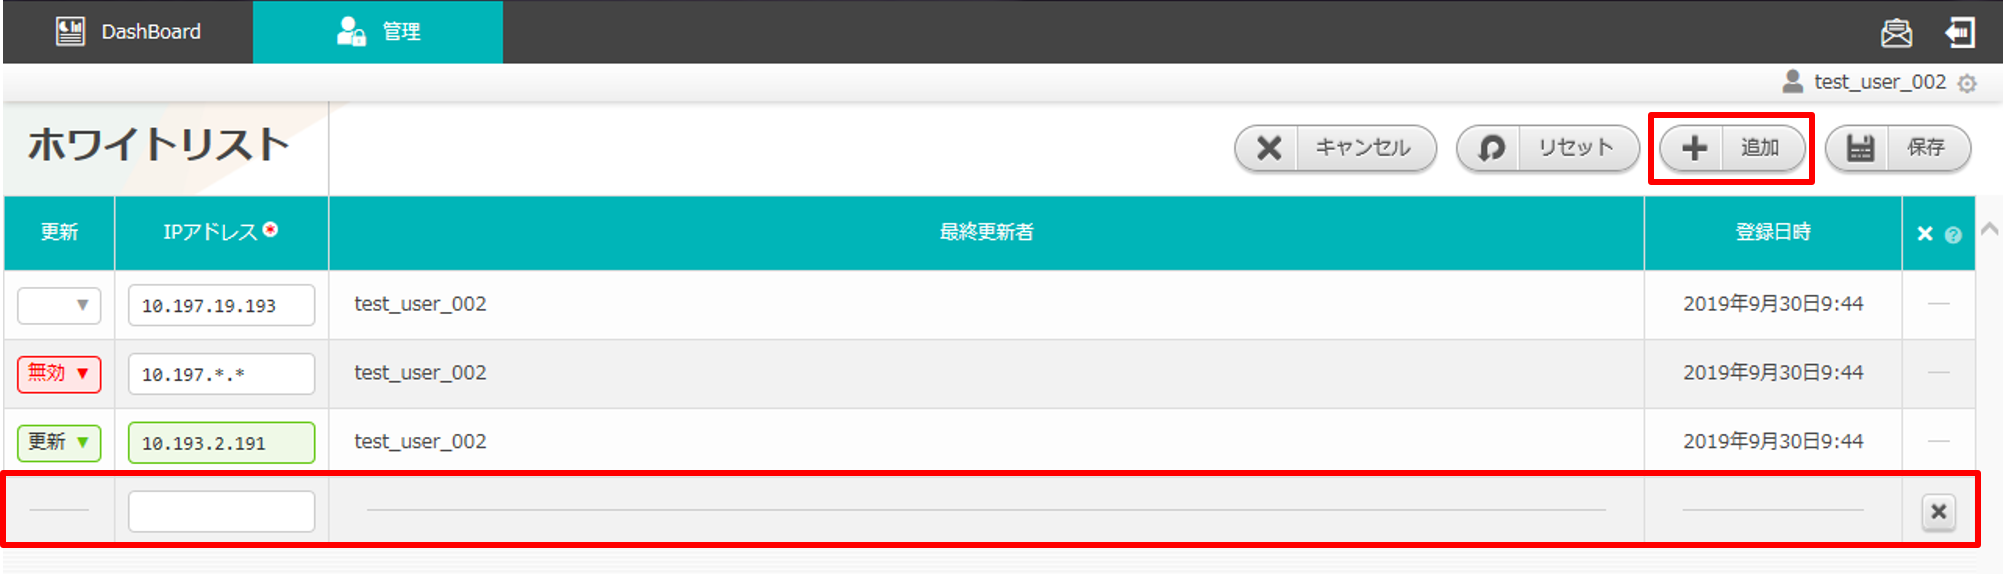 DashBoard
管理
test_user_002
ホワイトリスト
キャンセル
リセット
追加
保存
更新
IPアドレス
最終更新者
登録日時
10.197.19.193
test_user_002
2019年9月30日9:44
無効 ▼
10.197.*.*
test_user_002
2019年9月30日9:44
更新 ▼
10.193.2.191
test_user_002
2019年9月30日9:44